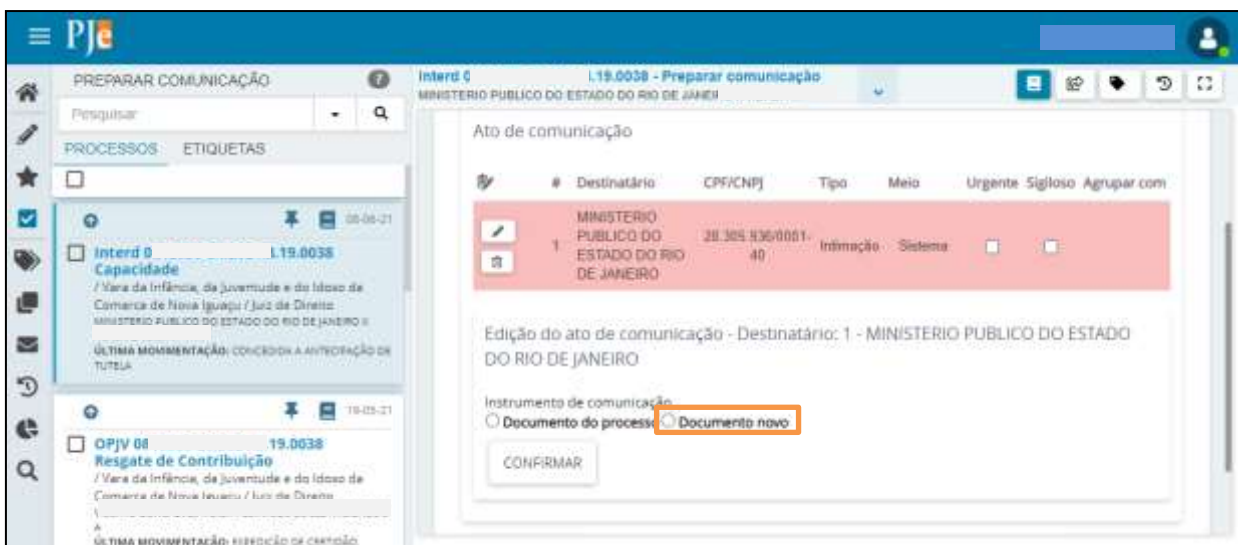 PJe
PREPARAR COMUNICAÇÃO
Pesquisar
PROCESSOS ETIQUETAS
08-06-21
Interd 0 1.19.0038
Capacidade
/ Vara da Infância, da Juventude e do Idoso da
Comarca de Nova Iguaçu / Juiz de Direito
MINISTERIO PUBLICO DO ESTADO DO RIO DE JANEIRO X
ÚLTIMA MOVIMENTAÇÃO: CONCEDIDA A ANTECIPAÇÃO DE
TUTELA
19-05-21
OPJV 08 19.0038
Resgate de Contribuição
/ Vara da Infância, da Juventude e do Idoso da
Comarca de Nova Iguaçu / Juiz de Direito
A
ÚLTIMA MOVIMENTAÇÃO: EXPEDIÇÃO DE CERTIDÃO.
Interd 0 1.19.0038 - Preparar comunicação
MINISTERIO PUBLICO DO ESTADO DO RIO DE JANEI
Ato de comunicação
# Destinatário CPF/CNPJ Tipo Meio Urgente Sigiloso Agrupar com
1 MINISTERIO
PUBLICO DO
ESTADO DO RIO
DE JANEIRO
28.305.936/0001-
40
Intimação Sistema
Edição do ato de comunicação - Destinatário: 1 - MINISTERIO PUBLICO DO ESTADO
DO RIO DE JANEIRO
Instrumento de comunicação
Documento do processo Documento novo
CONFIRMAR